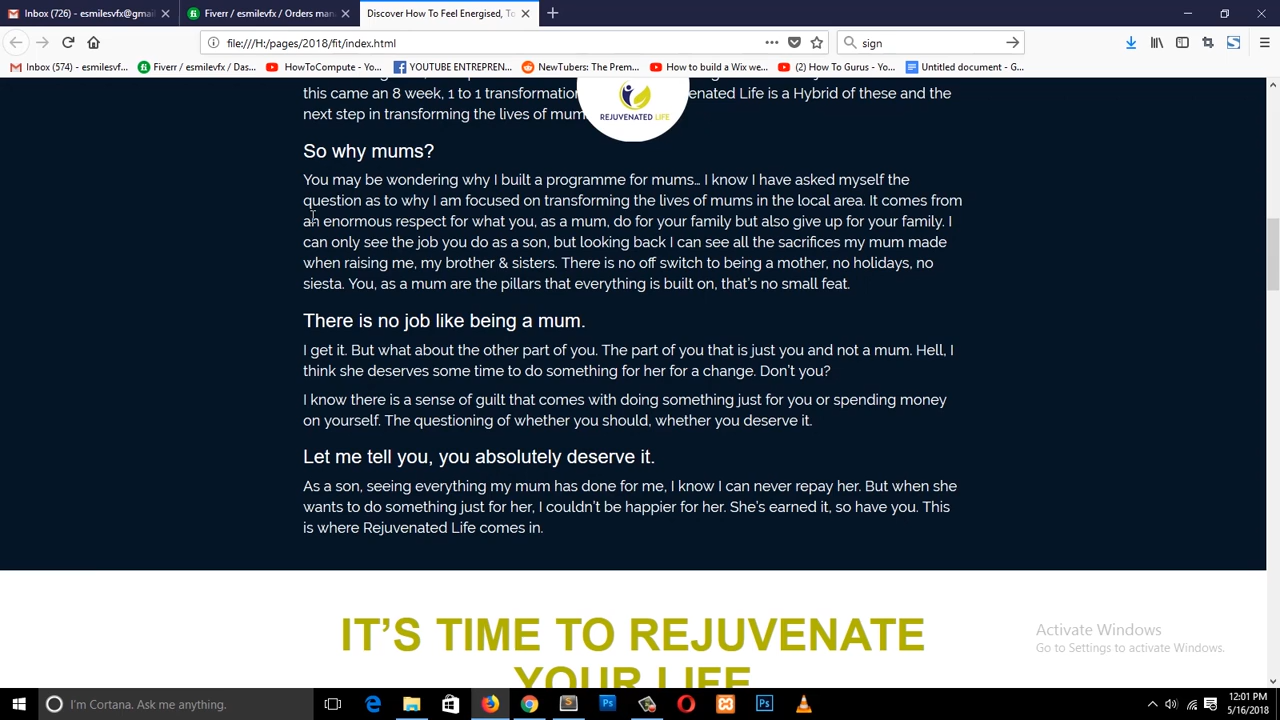 Inbox (726) - esmilesvfx@gmail
Fiverr / esmilevfx / Orders man
Discover How To Feel Energised, To
file:///H:/pages/2018/fit/index.html
sign
Inbox (574) - esmilesvf...
Fiverr / esmilevfx / Das...
HowToCompute - Yo...
YOUTUBE ENTREPREN...
NewTubers: The Prem...
How to build a Wix we...
(2) How To Gurus - Yo...
Untitled document - G...
this came an 8 week, 1 to 1 transformation enated Life is a Hybrid of these and the
next step in transforming the lives of mum
REJUVENATED LIFE
So why mums?
You may be wondering why I built a programme for mums... I know I have asked myself the
question as to why I am focused on transforming the lives of mums in the local area. It comes from
an enormous respect for what you, as a mum, do for your family but also give up for your family. I
can only see the job you do as a son, but looking back I can see all the sacrifices my mum made
when raising me, my brother & sisters. There is no off switch to being a mother, no holidays, no
siesta. You, as a mum are the pillars that everything is built on, that's no small feat.
There is no job like being a mum.
I get it. But what about the other part of you. The part of you that is just you and not a mum. Hell, I
think she deserves some time to do something for her for a change. Don't you?
I know there is a sense of guilt that comes with doing something just for you or spending money
on yourself. The questioning of whether you should, whether you deserve it.
Let me tell you, you absolutely deserve it.
As a son, seeing everything my mum has done for me, I know I can never repay her. But when she
wants to do something just for her, I couldn't be happier for her. She's earned it, so have you. This
is where Rejuvenated Life comes in.
IT'S TIME TO REJUVENATE
YOUR LIFE
Activate Windows
Go to Settings to activate Windows.
I'm Cortana. Ask me anything.
12:01 PM
5/16/2018